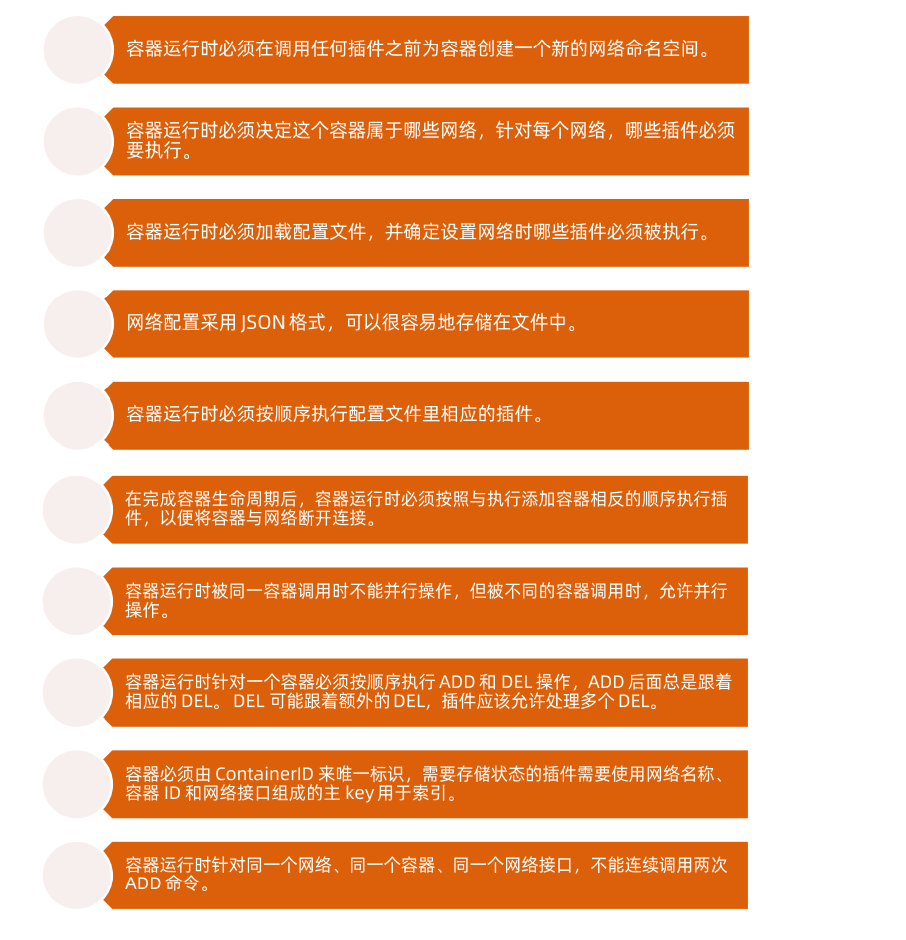 容器运行时必须在调用任何插件之前为容器创建一个新的网络命名空间。
容器运行时必须决定这个容器属于哪些网络，针对每个网络，哪些插件必须
要执行。
容器运行时必须加载配置文件，并确定设置网络时哪些插件必须被执行。
网络配置采用 JSON 格式，可以很容易地存储在文件中。
容器运行时必须按顺序执行配置文件里相应的插件。
在完成容器生命周期后，容器运行时必须按照与执行添加容器相反的顺序执行插
件，以便将容器与网络断开连接。
容器运行时被同一容器调用时不能并行操作，但被不同的容器调用时，允许并行
操作。
容器运行时针对一个容器必须按顺序执行 ADD 和 DEL 操作，ADD 后面总是跟着
相应的 DEL。 DEL 可能跟着额外的 DEL，插件应该允许处理多个 DEL。
容器必须由 ContainerID 来唯一标识，需要存储状态的插件需要使用网络名称、
容器 ID 和网络接口组成的主 key 用于索引。
容器运行时针对同一个网络、同一个容器、同一个网络接口，不能连续调用两次
ADD 命令。